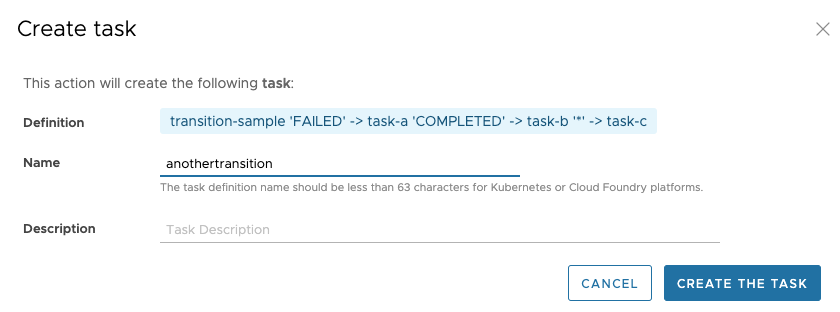 Create task
This action will create the following task:
Definition
transition-sample 'FAILED' -> task-a 'COMPLETED' -> task-b '*' -> task-c
Name
anothertransition
The task definition name should be less than 63 characters for Kubernetes or Cloud Foundry platforms.
Description
Task Description
CANCEL
CREATE THE TASK